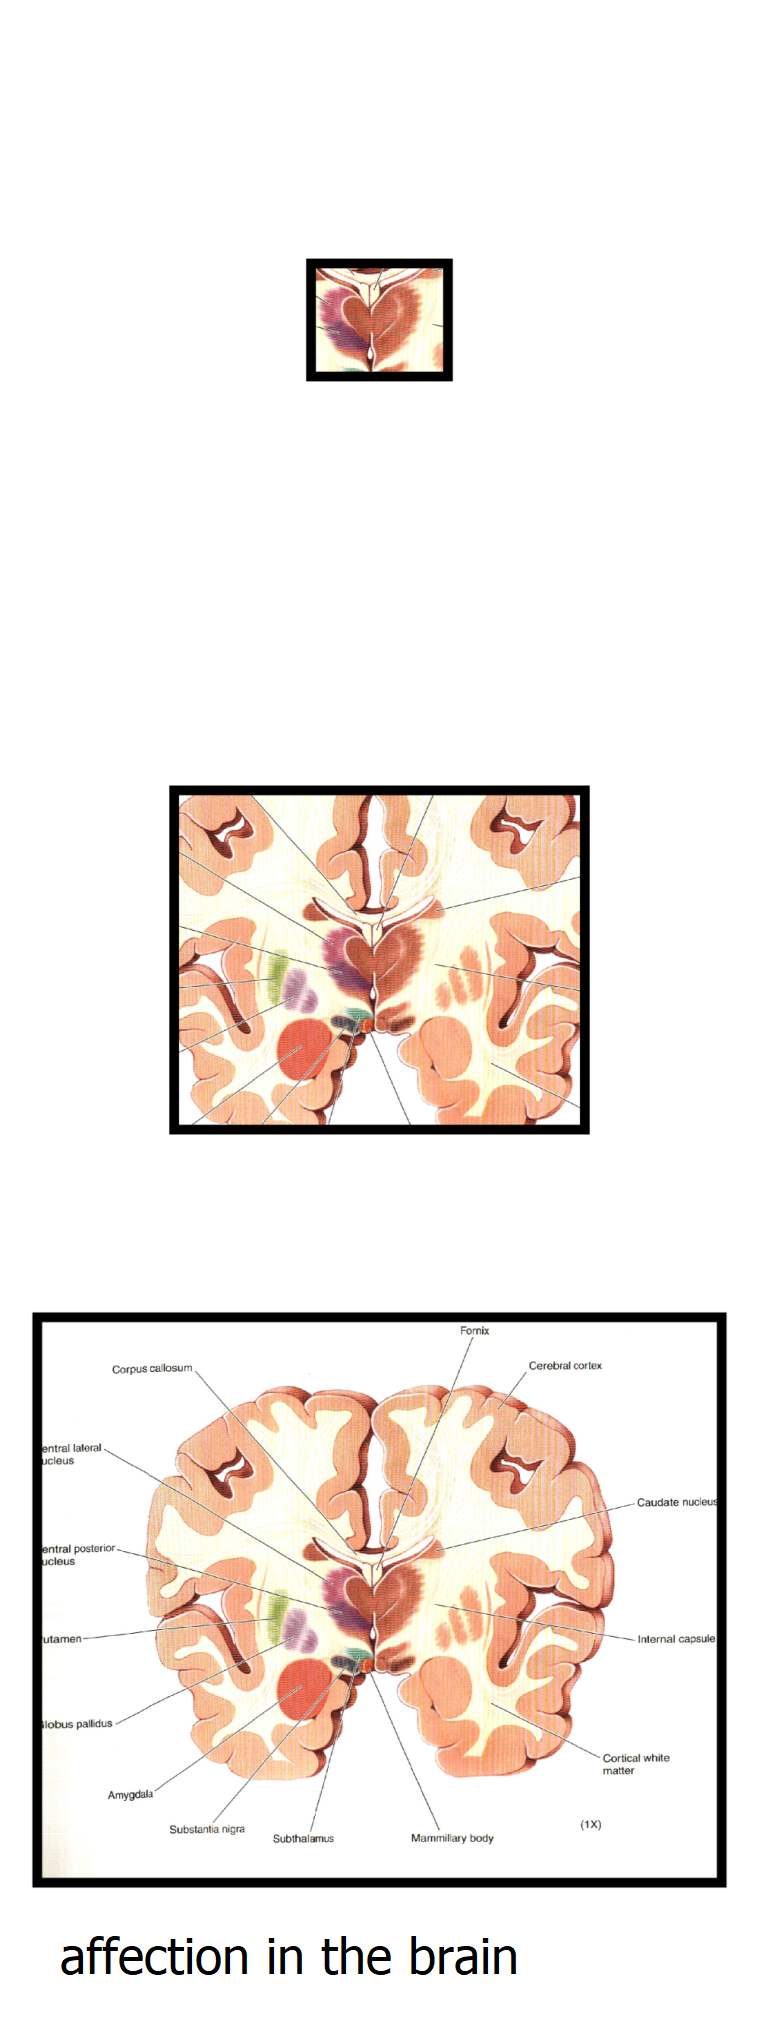 Fornix
Corpus callosum
Cerebral cortex
entral lateral
ucleus
Caudate nucleus
entral posterior
ucleus
utamen
Internal capsule
lobus pallidus
Cortical white
matter
Amygdala
Substantia nigra
Subthalamus
Mammillary body
(1X)
affection in the brain